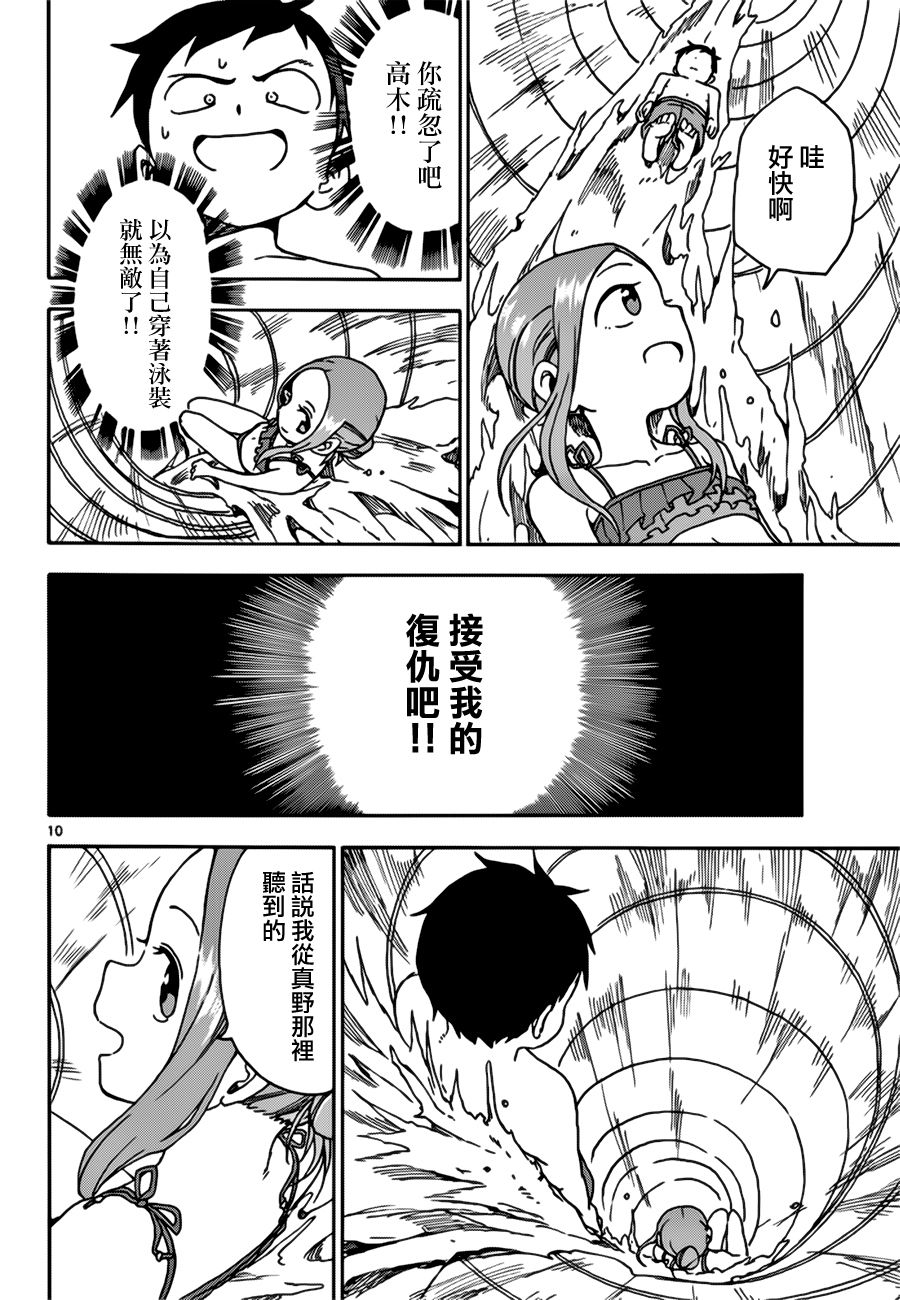 哇
好快啊
你疏忽了吧
高木!!
以為自己穿著泳裝
就無敵了!!
接受我的
復仇吧!!
10
話說我從真野那裡
聽到的